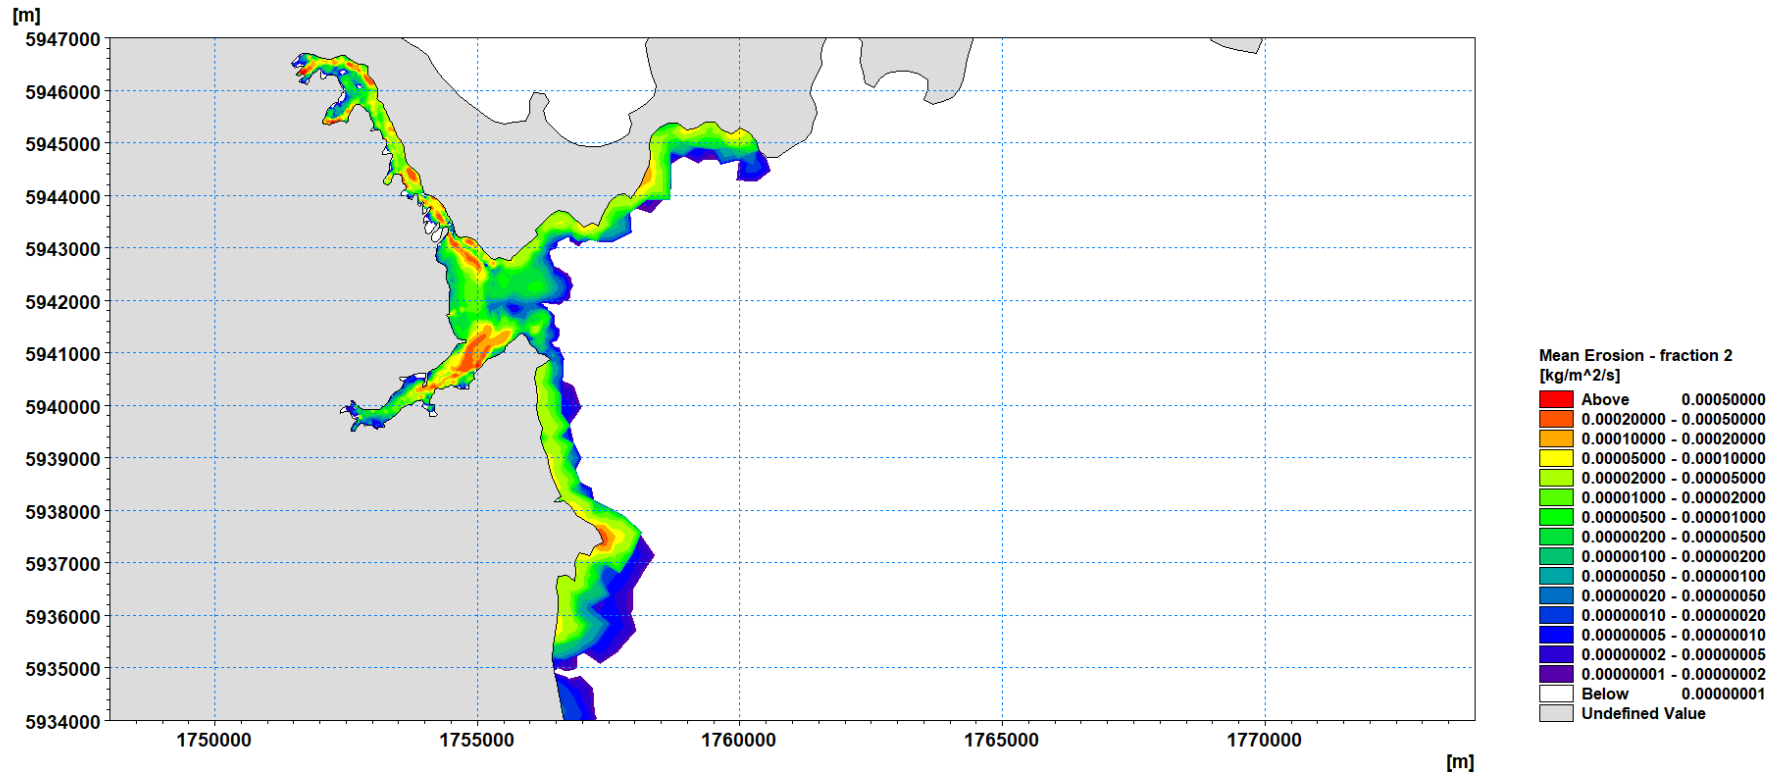 [m]
5947000
5946000
5945000
5944000
5943000
5942000
5941000
5940000
5939000
5938000
5937000
5936000
5935000
5934000
1750000 1755000 1760000 1765000 1770000
[m]
Mean Erosion - fraction 2
[kg/m^2/s]
Above 0.00050000
0.00020000 - 0.00050000
0.00010000 - 0.00020000
0.00005000 - 0.00010000
0.00002000 - 0.00005000
0.00001000 - 0.00002000
0.00000500 - 0.00001000
0.00000200 - 0.00000500
0.00000100 - 0.00000200
0.00000050 - 0.00000100
0.00000020 - 0.00000050
0.00000010 - 0.00000020
0.00000005 - 0.00000010
0.00000002 - 0.00000005
0.00000001 - 0.00000002
Below 0.00000001
Undefined Value